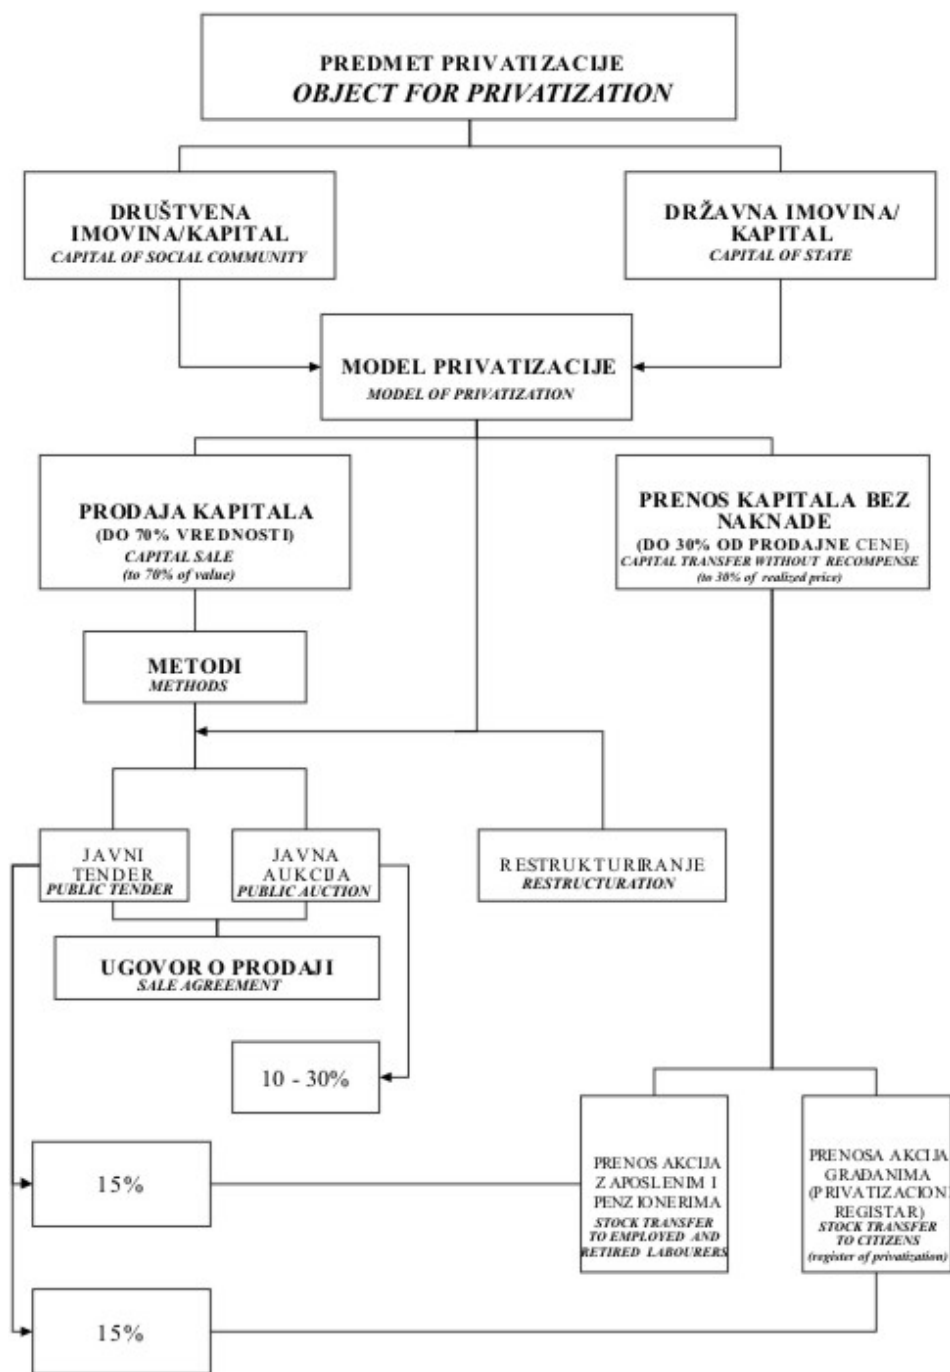 PREDMET PRIVATIZACIJE
OBJECT FOR PRIVATIZATION
DRUŠTVENA
IMOVINA/KAPITAL
CAPITAL OF SOCIAL COMMUNITY
DRŽAVNA IMOVINA/
KAPITAL
CAPITAL OF STATE
MODEL PRIVATIZACIJE
MODEL OF PRIVATIZATION
PRODAJA KAPITALA
(DO 70% VREDNOSTI)
CAPITAL SALE
(to 70% of value)
PRENOS KAPITALA BEZ
NAKNADE
(DO 30% OD PRODAJNE CENE)
CAPITAL TRANSFER WITHOUT RECOMPENSE
(to 30% of realized price)
METODI
METHODS
JAVNI
TENDER
PUBLIC TENDER
JAVNA
AUKCIJA
PUBLIC AUCTION
RESTRUKTURIRANJE
RESTRUCTURATION
UGOVOR O PRODAJI
SALE AGREEMENT
10 - 30%
15%
PRENOS AKCIJA
ZAPOSLENIM I
PENZIONERIMA
STOCK TRANSFER
TO EMPLOYED AND
RETIRED LABOURERS
PRENOSA AKCIJA
GRAĐANIMA
(PRIVATIZACIONI
REGISTAR)
STOCK TRANSFER
TO CITIZENS
(register of privatization)
15%